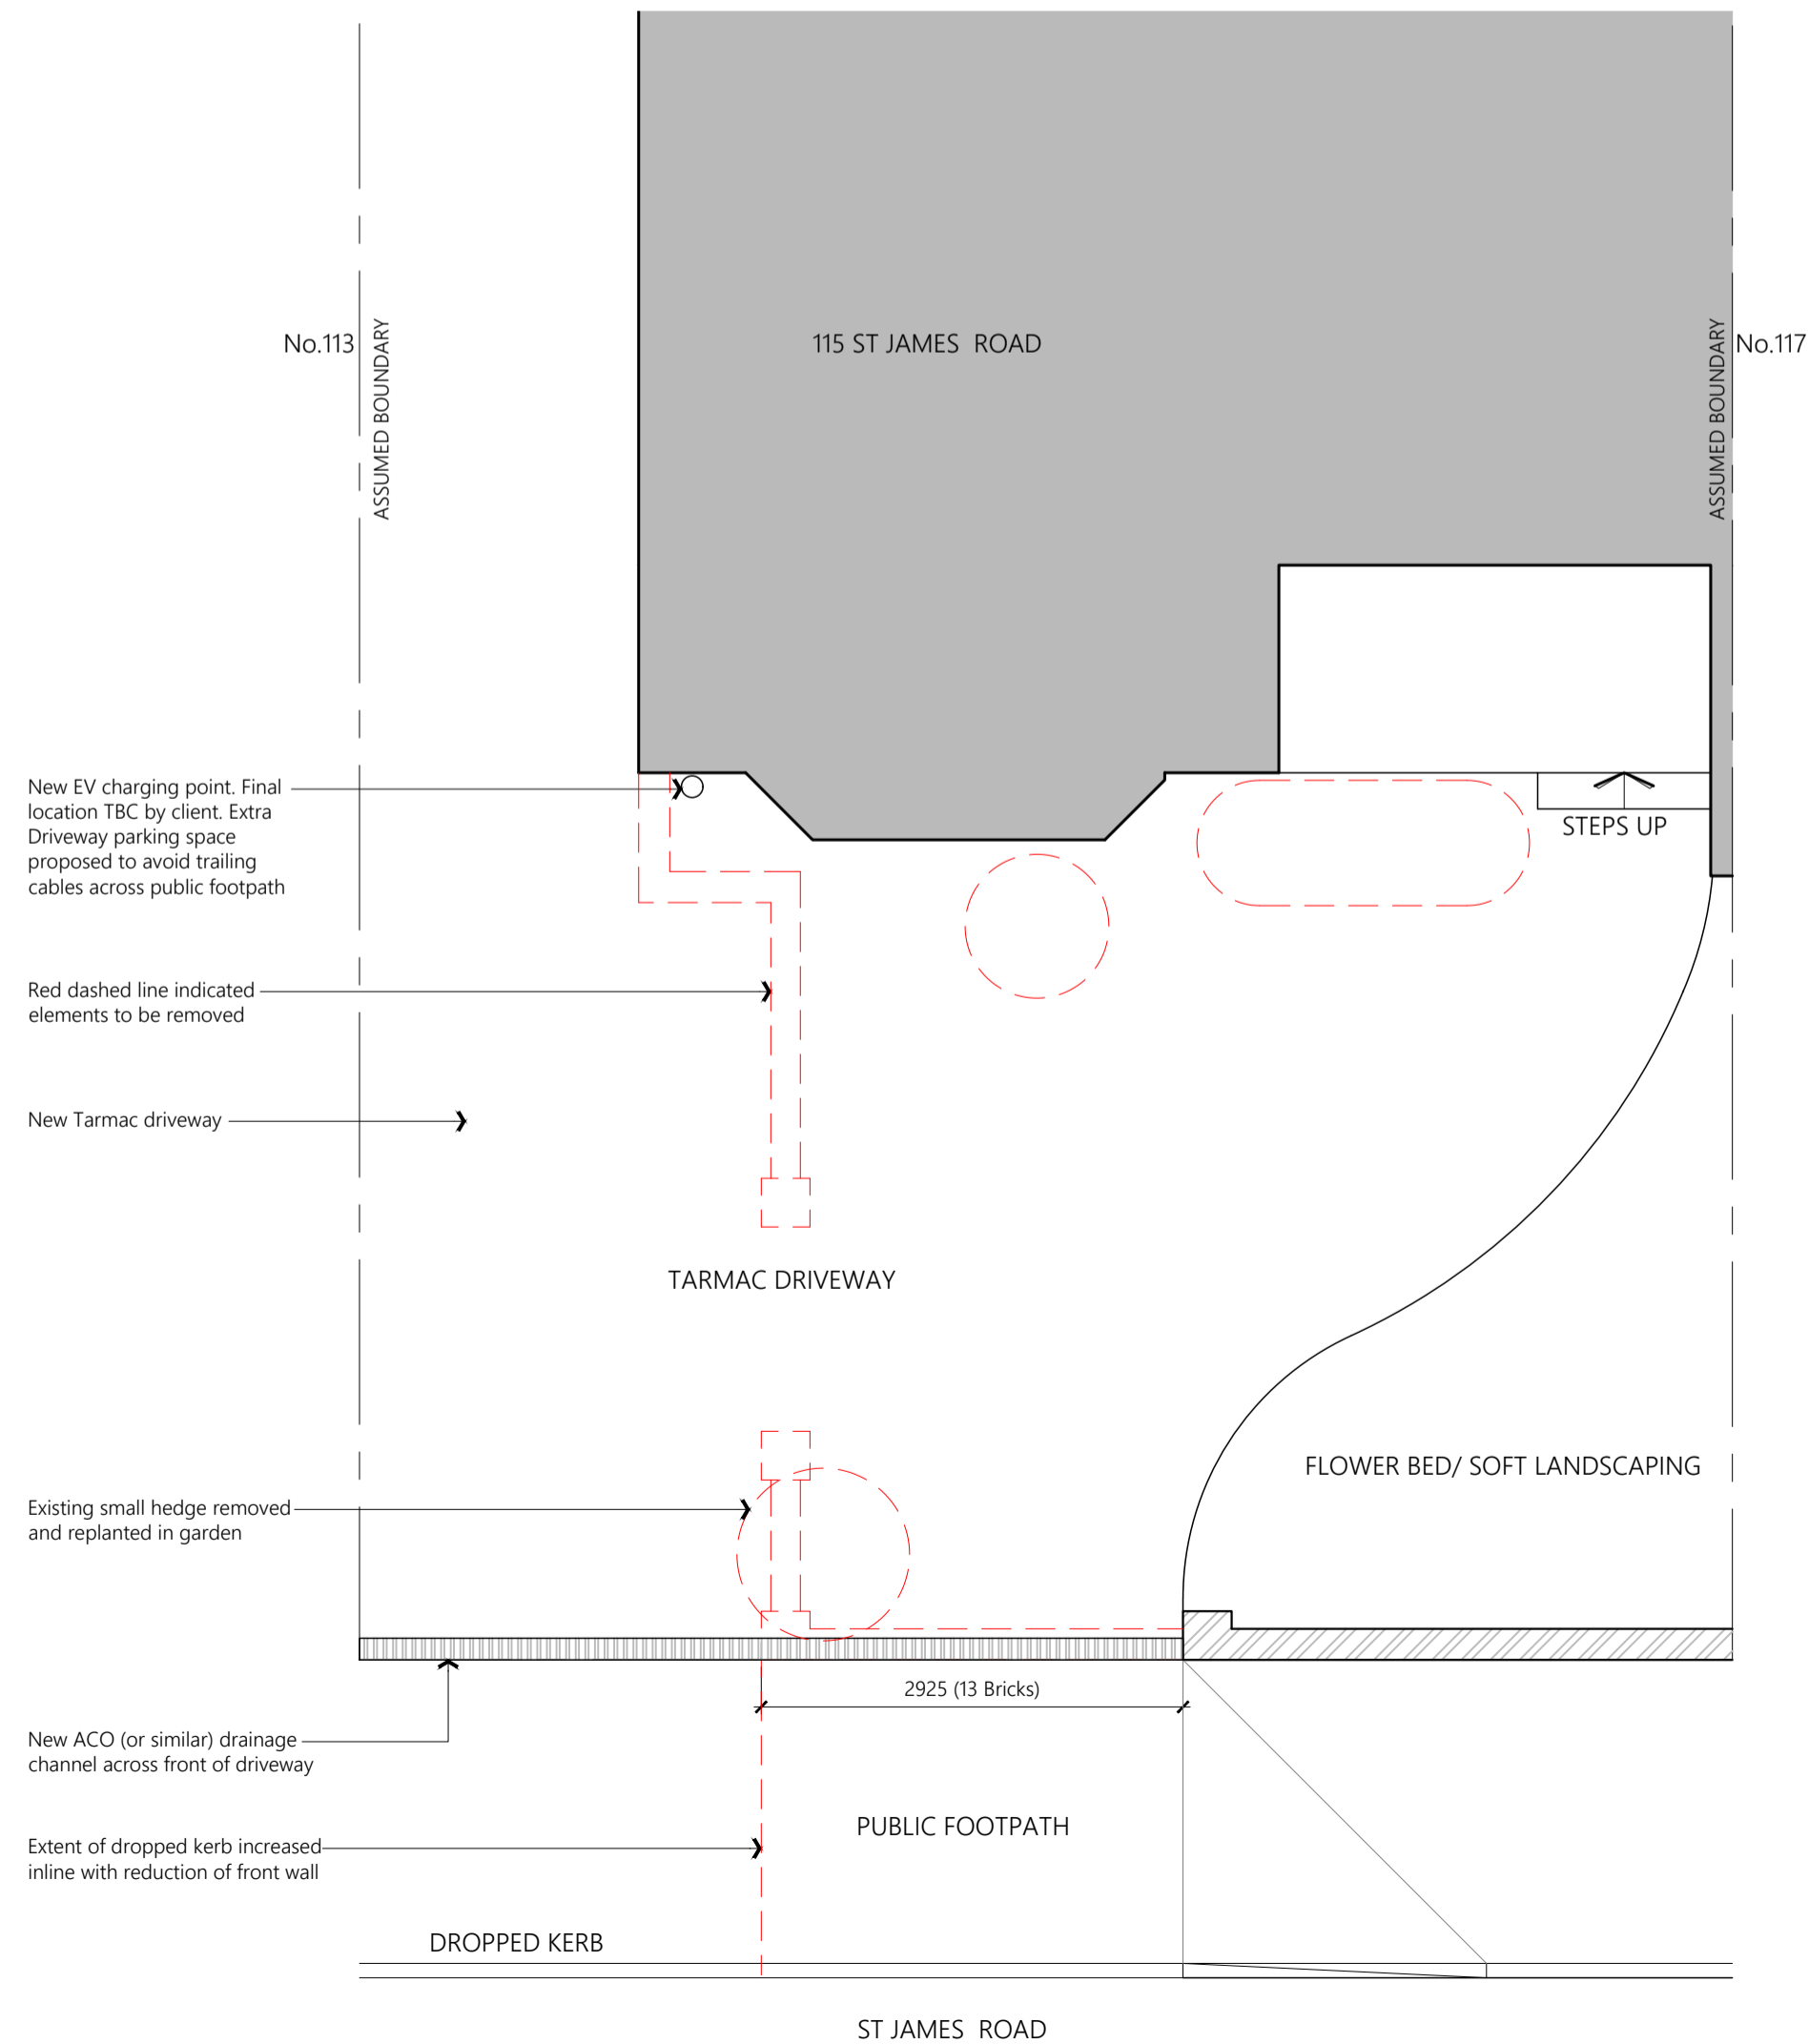 No.113
ASSUMED BOUNDARY
115 ST JAMES ROAD
ASSUMED BOUNDARY
No.117
New EV charging point. Final
location TBC by client. Extra
Driveway parking space
proposed to avoid trailing
cables across public footpath
STEPS UP
Red dashed line indicated
elements to be removed
New Tarmac driveway
TARMAC DRIVEWAY
FLOWER BED/ SOFT LANDSCAPING
Existing small hedge removed
and replanted in garden
2925 (13 Bricks)
New ACO (or similar) drainage
channel across front of driveway
PUBLIC FOOTPATH
Extent of dropped kerb increased
inline with reduction of front wall
DROPPED KERB
ST JAMES ROAD